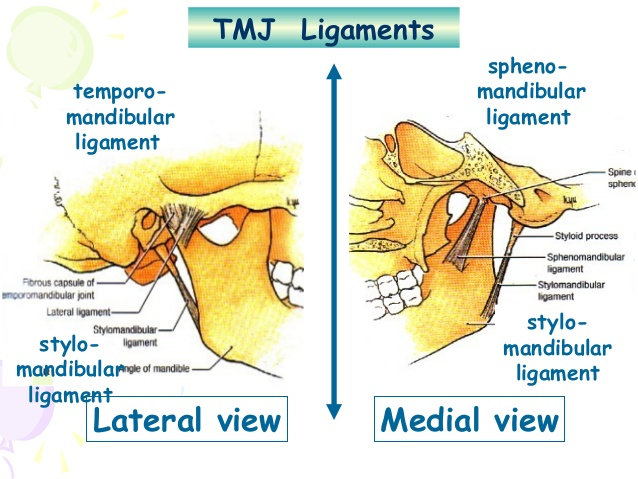 TMJ Ligaments
temporo-
mandibular
ligament
spheno-
mandibular
ligament
Spine
Styloid process
Sphenomandibular
ligament
Stylomandibular
ligament
Fibrous capsule of
emporomandibular joint
Lateral ligament
Stylomandibular
ligament
Angle of mandible
stylo-
mandibular
ligament
stylo-
mandibular
ligament
Lateral view
Medial view